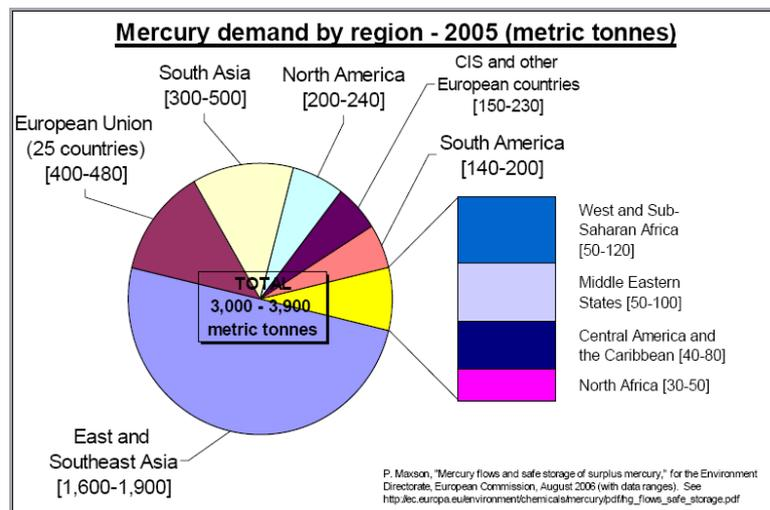 Mercury demand by region - 2005 (metric tonnes)
South Asia
[300-500]
North America
[200-240]
CIS and other
European countries
[150-230]
European Union
(25 countries)
[400-480]
South America
[140-200]
West and Sub-
Saharan Africa
[50-120]
Middle Eastern
States [50-100]
Central America and
the Caribbean [40-80]
North Africa [30-50]
TOTAL
3,000 - 3,900
metric tonnes
East and
Southeast Asia
[1,600-1,900]
P. Maxson, "Mercury flows and safe storage of surplus mercury," for the Environment
Directorate, European Commission, August 2006 (with data ranges). See
http://ec.europa.eu/environment/chemicals/mercury/pdf/hg_flows_safe_storage.pdf